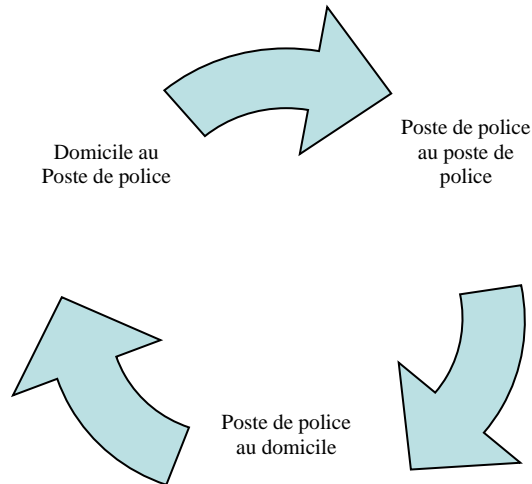 Domicile au
Poste de police
Poste de police
au poste de
police
Poste de police
au domicile